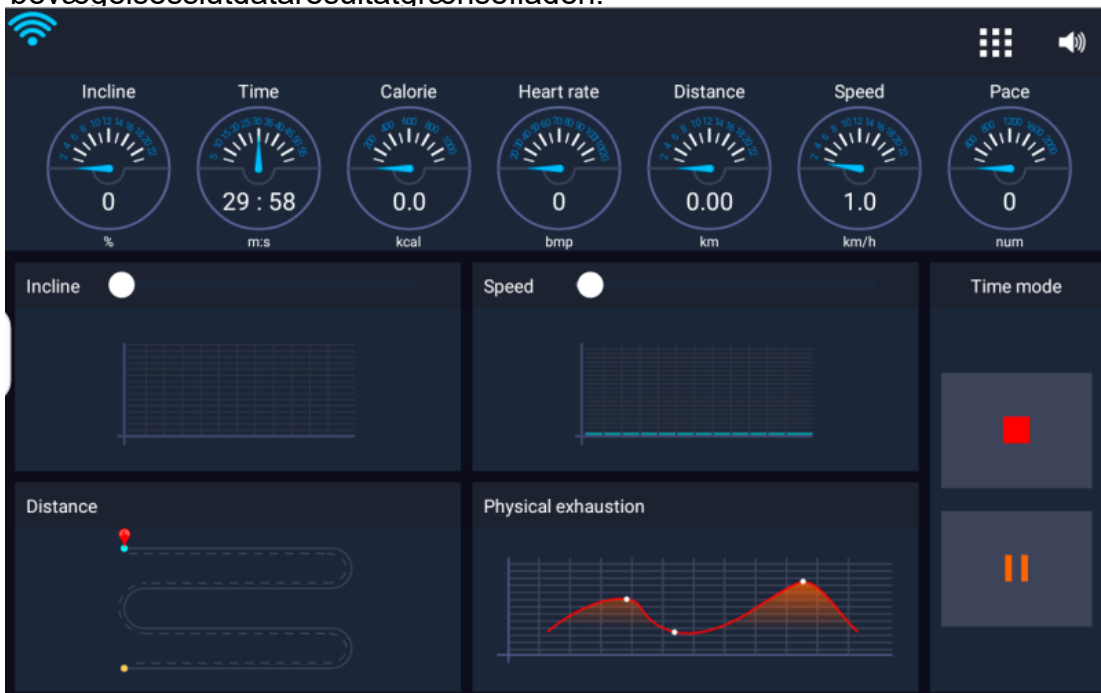 bevægelsesslutdataresultatgrænsefladen.
Incline Time Calorie Heart rate Distance Speed Pace
0 29 : 58 0.0 0 0.00 1.0 0
% m:s kcal bmp km km/h num
Incline Speed Time mode
Distance Physical exhaustion